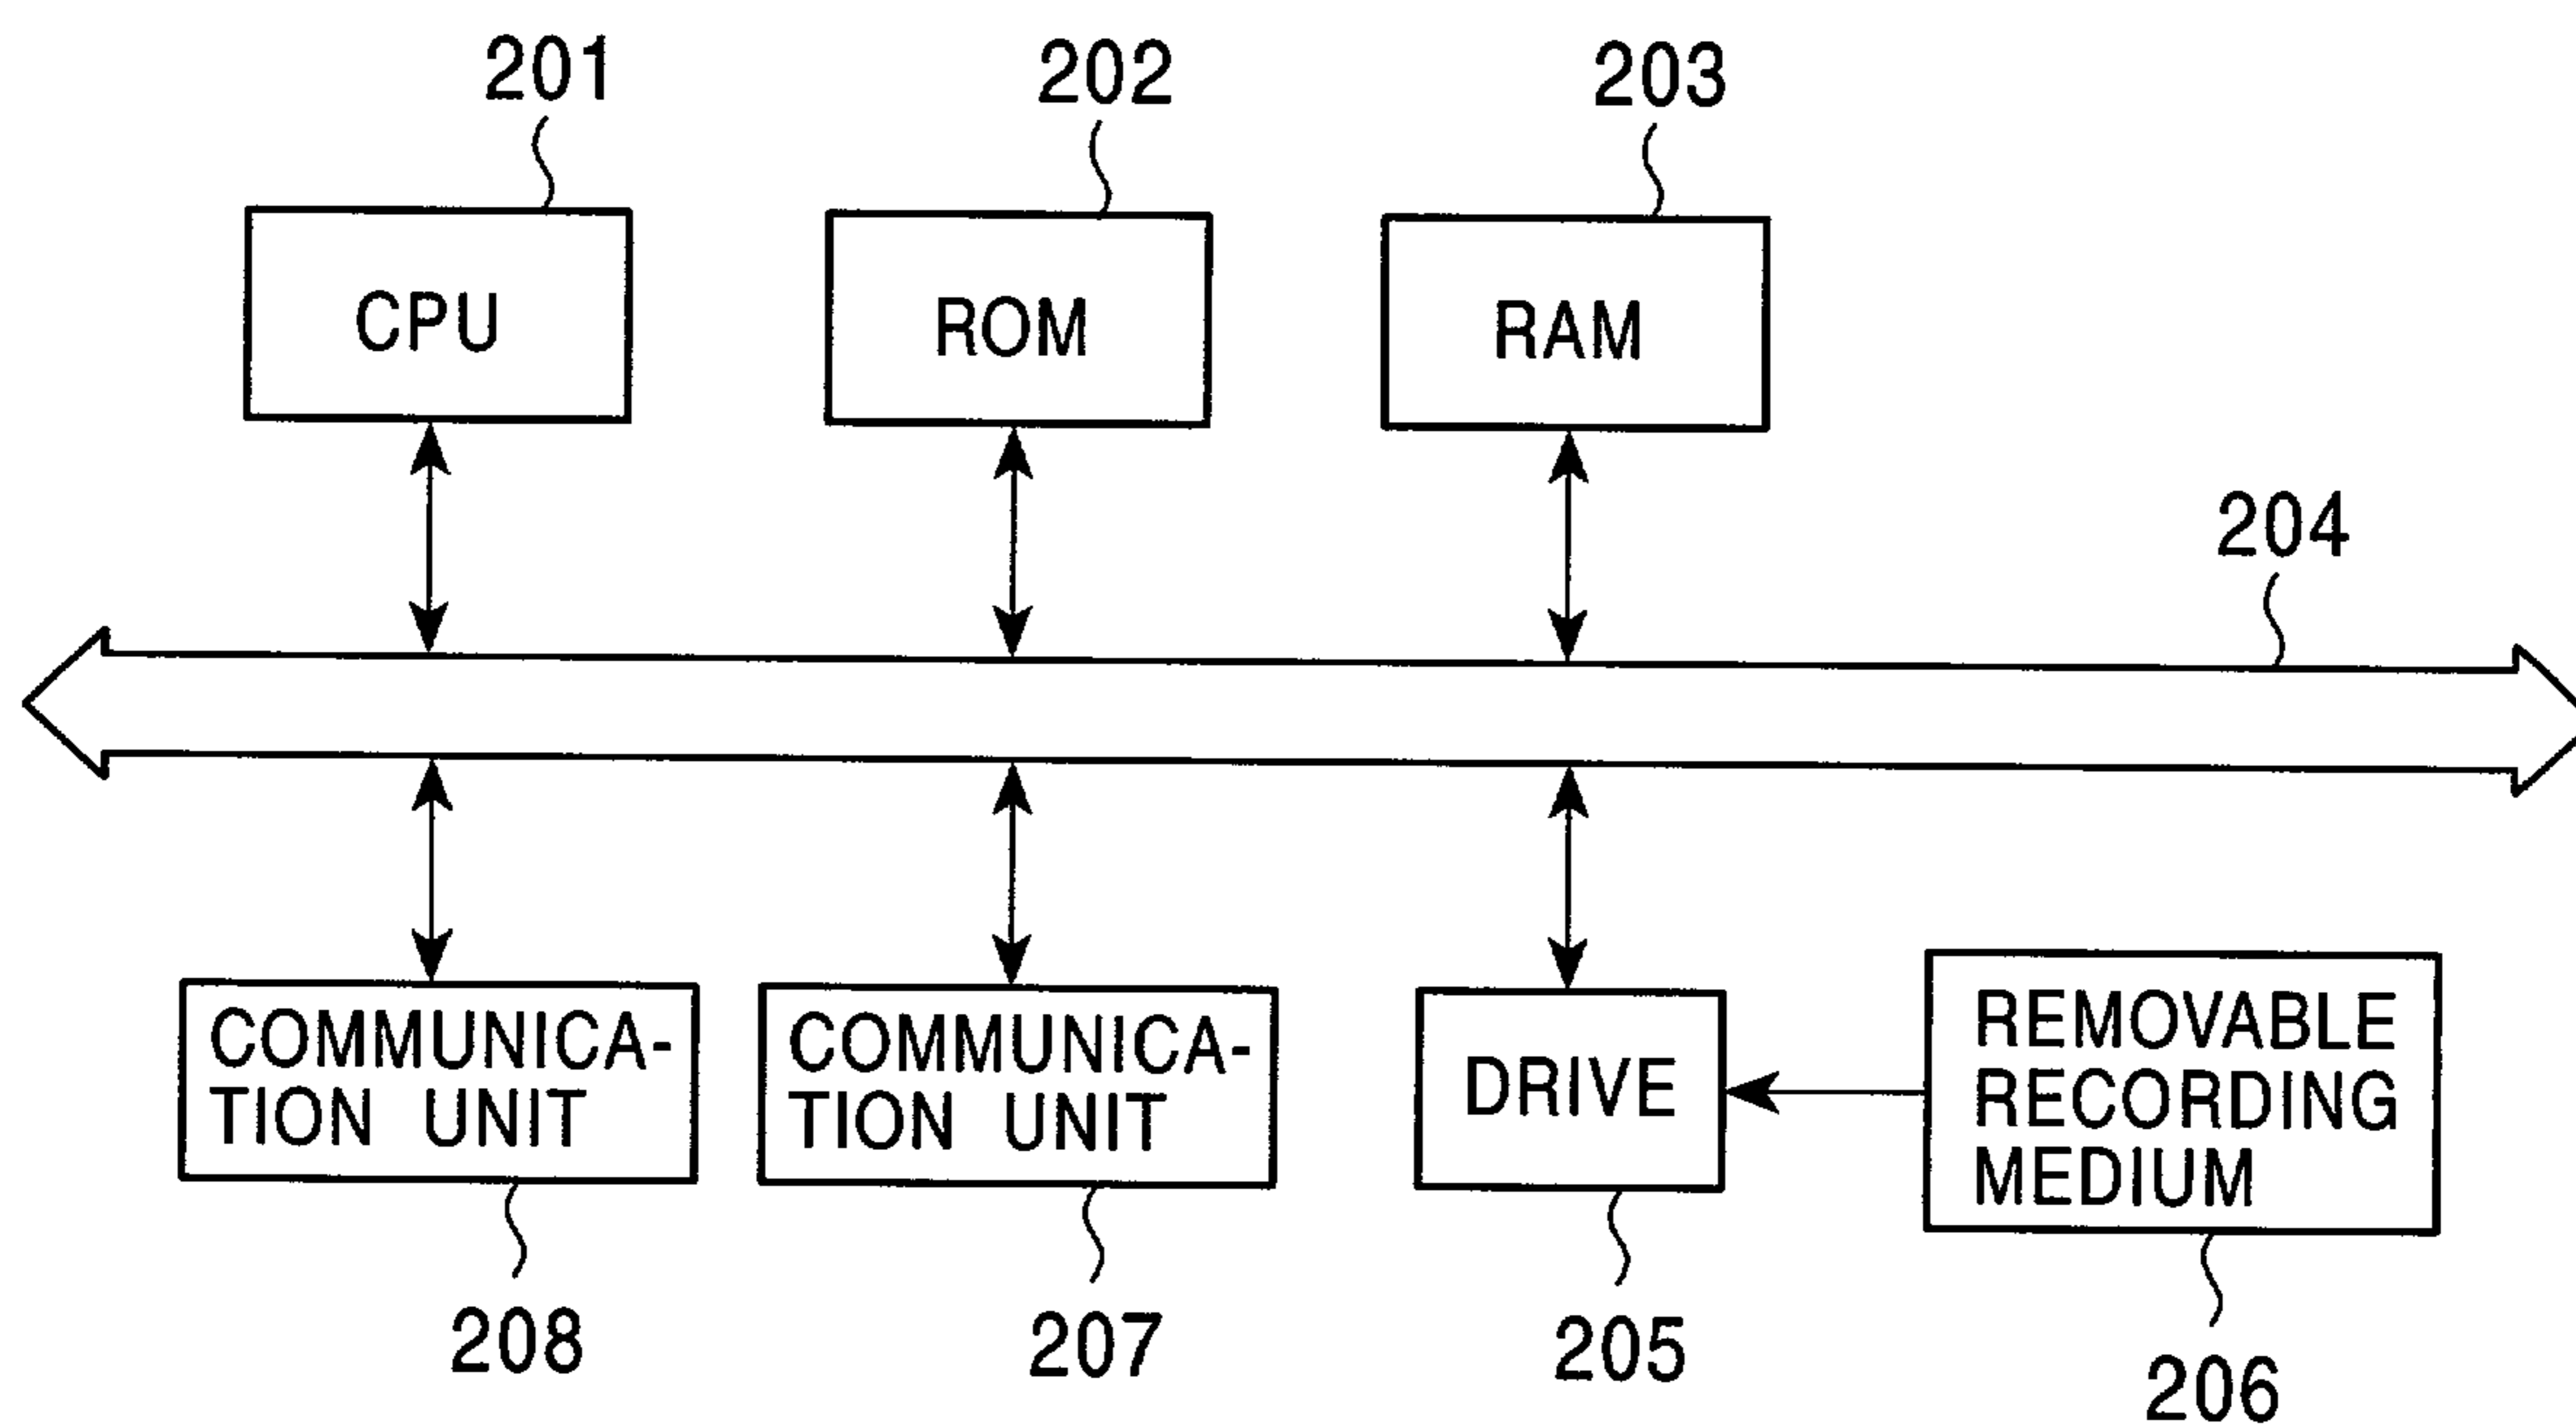 201
202
203
CPU
ROM
RAM
204
COMMUNICA-
TION UNIT
COMMUNICA-
TION UNIT
DRIVE
REMOVABLE
RECORDING
MEDIUM
208
207
205
206